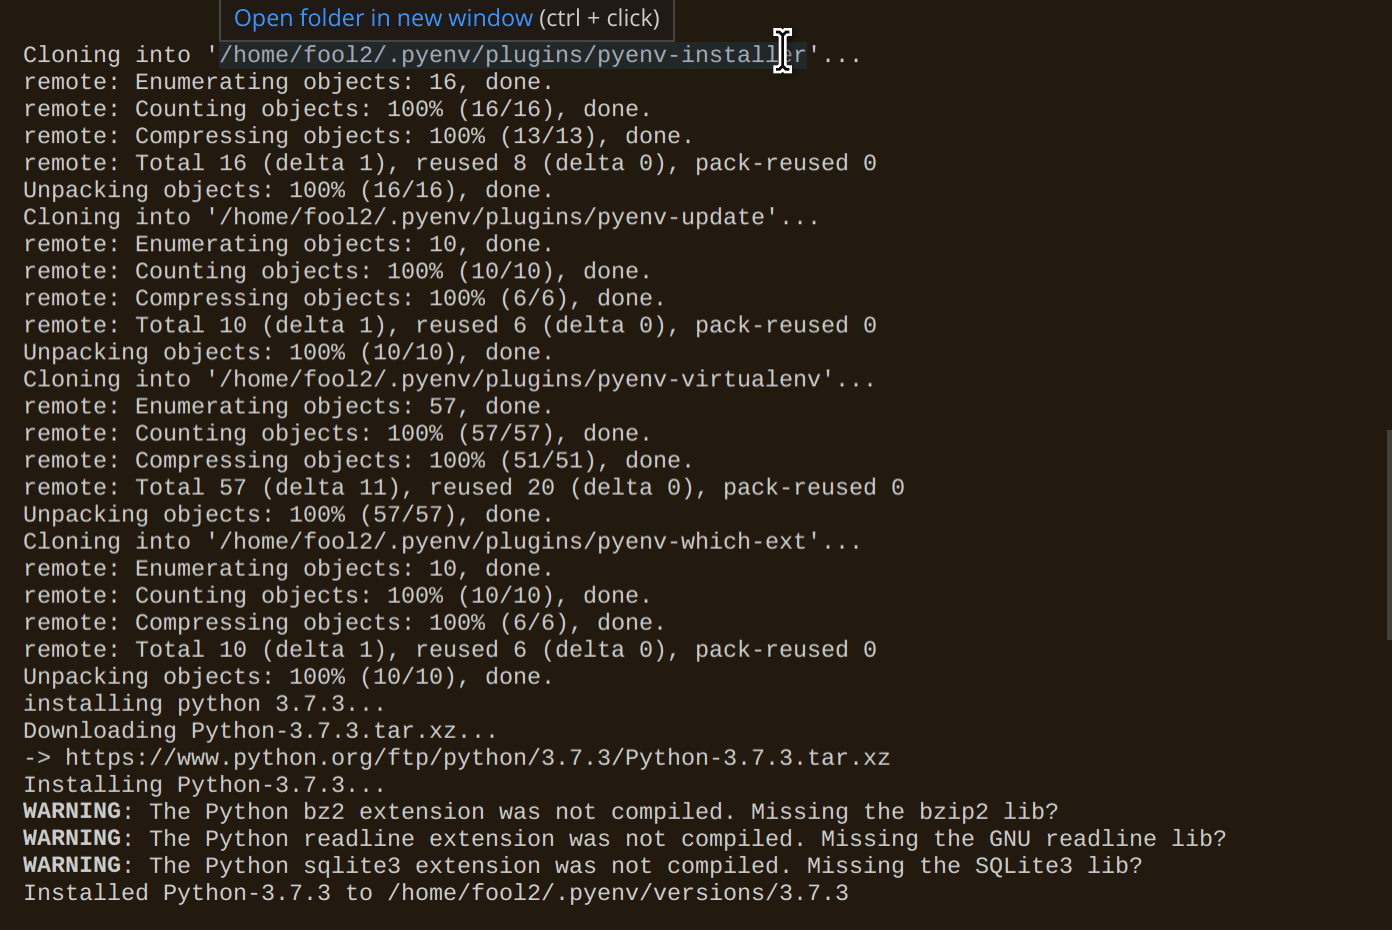 Open folder in new window (ctrl + click)
Cloning into '/home/fool2/.pyenv/plugins/pyenv-installer'...
remote: Enumerating objects: 16, done.
remote: Counting objects: 100% (16/16), done.
remote: Compressing objects: 100% (13/13), done.
remote: Total 16 (delta 1), reused 8 (delta 0), pack-reused 0
Unpacking objects: 100% (16/16), done.
Cloning into '/home/fool2/.pyenv/plugins/pyenv-update'...
remote: Enumerating objects: 10, done.
remote: Counting objects: 100% (10/10), done.
remote: Compressing objects: 100% (6/6), done.
remote: Total 10 (delta 1), reused 6 (delta 0), pack-reused 0
Unpacking objects: 100% (10/10), done.
Cloning into '/home/fool2/.pyenv/plugins/pyenv-virtualenv'...
remote: Enumerating objects: 57, done.
remote: Counting objects: 100% (57/57), done.
remote: Compressing objects: 100% (51/51), done.
remote: Total 57 (delta 11), reused 20 (delta 0), pack-reused 0
Unpacking objects: 100% (57/57), done.
Cloning into '/home/fool2/.pyenv/plugins/pyenv-which-ext'...
remote: Enumerating objects: 10, done.
remote: Counting objects: 100% (10/10), done.
remote: Compressing objects: 100% (6/6), done.
remote: Total 10 (delta 1), reused 6 (delta 0), pack-reused 0
Unpacking objects: 100% (10/10), done.
installing python 3.7.3...
Downloading Python-3.7.3.tar.xz...
-> https://www.python.org/ftp/python/3.7.3/Python-3.7.3.tar.xz
Installing Python-3.7.3...
WARNING: The Python bz2 extension was not compiled. Missing the bzip2 lib?
WARNING: The Python readline extension was not compiled. Missing the GNU readline lib?
WARNING: The Python sqlite3 extension was not compiled. Missing the SQLite3 lib?
Installed Python-3.7.3 to /home/fool2/.pyenv/versions/3.7.3